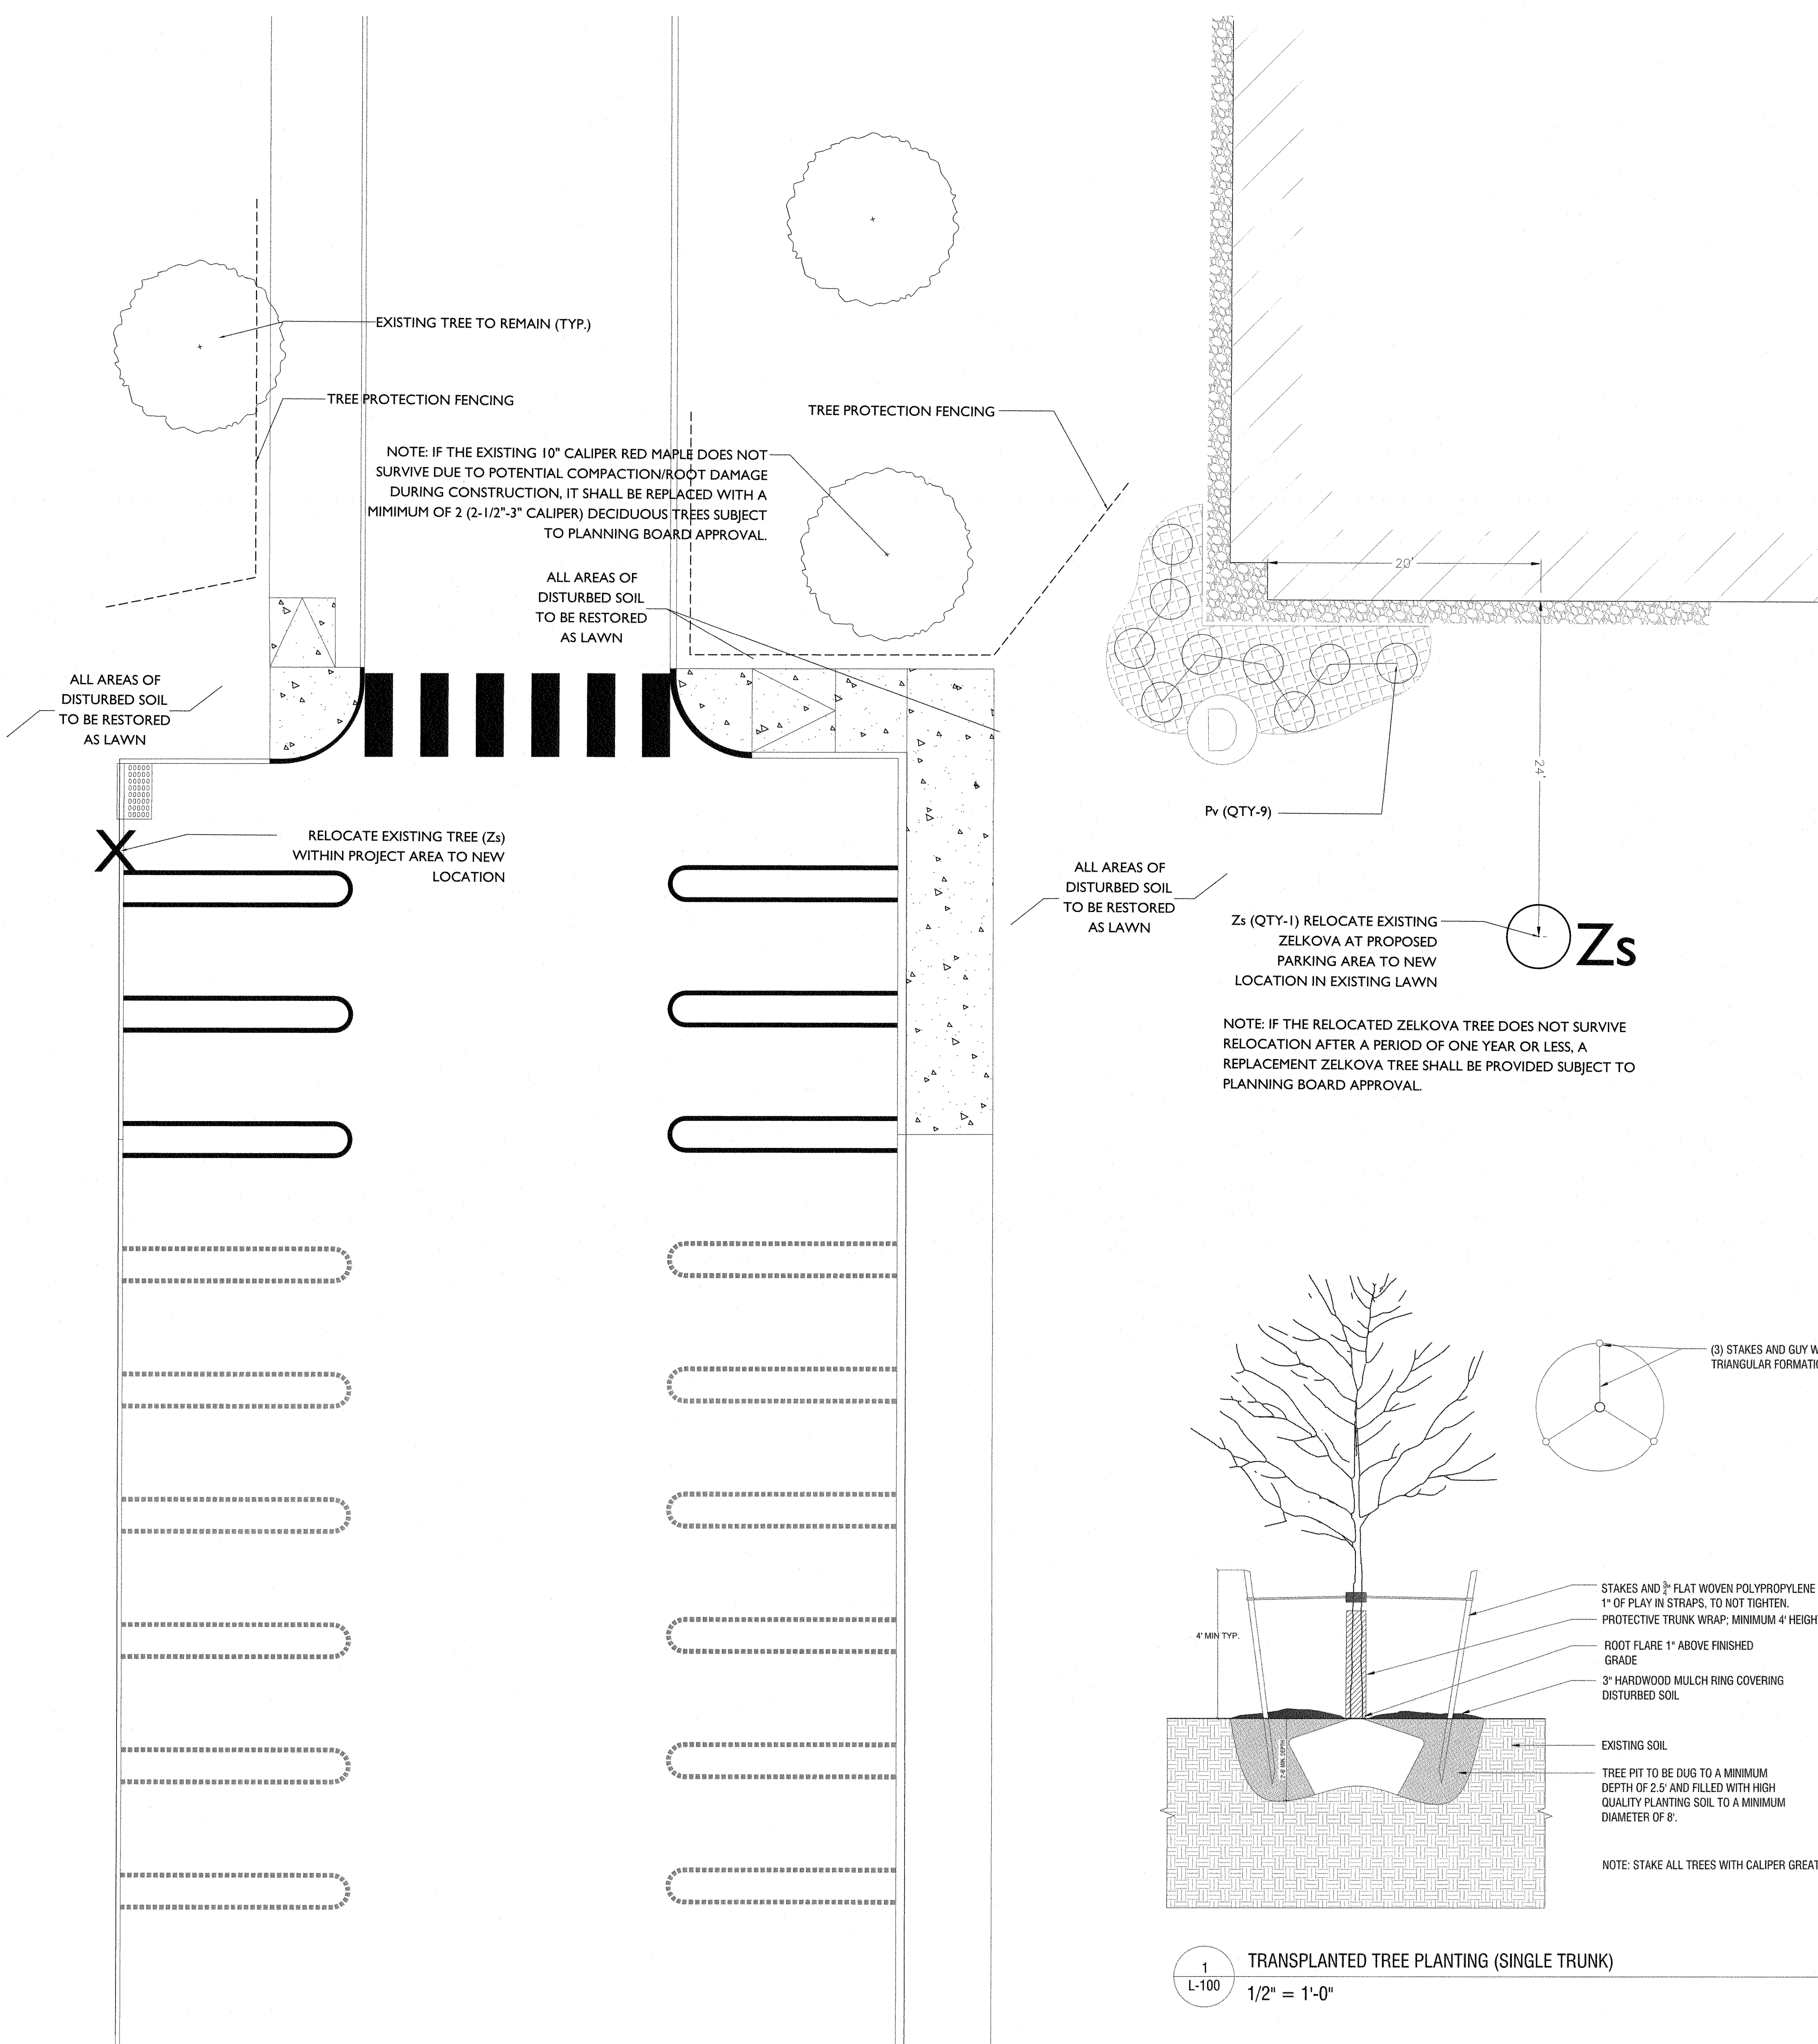 EXISTING TREE TO REMAIN (TYP.)
TREE PROTECTION FENCING
TREE PROTECTION FENCING
NOTE: IF THE EXISTING 10" CALIPER RED MAPLE DOES NOT
SURVIVE DUE TO POTENTIAL COMPACTION/ROOT DAMAGE
DURING CONSTRUCTION, IT SHALL BE REPLACED WITH A
MIMIMUM OF 2 (2-1/2"-3" CALIPER) DECIDUOUS TREES SUBJECT
TO PLANNING BOARD APPROVAL.
ALL AREAS OF
DISTURBED SOIL
TO BE RESTORED
AS LAWN
ALL AREAS OF
DISTURBED SOIL
TO BE RESTORED
AS LAWN
20'
24'
D
Pv (QTY-9)
X
RELOCATE EXISTING TREE (Zs)
WITHIN PROJECT AREA TO NEW
LOCATION
ALL AREAS OF
DISTURBED SOIL
TO BE RESTORED
AS LAWN
Zs (QTY-1) RELOCATE EXISTING
ZELKOVA AT PROPOSED
PARKING AREA TO NEW
LOCATION IN EXISTING LAWN
Zs
NOTE: IF THE RELOCATED ZELKOVA TREE DOES NOT SURVIVE
RELOCATION AFTER A PERIOD OF ONE YEAR OR LESS, A
REPLACEMENT ZELKOVA TREE SHALL BE PROVIDED SUBJECT TO
PLANNING BOARD APPROVAL.
(3) STAKES AND GUY W
TRIANGULAR FORMATIO
STAKES AND 3/4" FLAT WOVEN POLYPROPYLENE
1" OF PLAY IN STRAPS, TO NOT TIGHTEN.
PROTECTIVE TRUNK WRAP; MINIMUM 4' HEIGH
4' MIN TYP.
ROOT FLARE 1" ABOVE FINISHED
GRADE
3" HARDWOOD MULCH RING COVERING
DISTURBED SOIL
2'-6" MIN. DEPTH
EXISTING SOIL
TREE PIT TO BE DUG TO A MINIMUM
DEPTH OF 2.5' AND FILLED WITH HIGH
QUALITY PLANTING SOIL TO A MINIMUM
DIAMETER OF 8'.
NOTE: STAKE ALL TREES WITH CALIPER GREAT
1
L-100
TRANSPLANTED TREE PLANTING (SINGLE TRUNK)
1/2" = 1'-0"